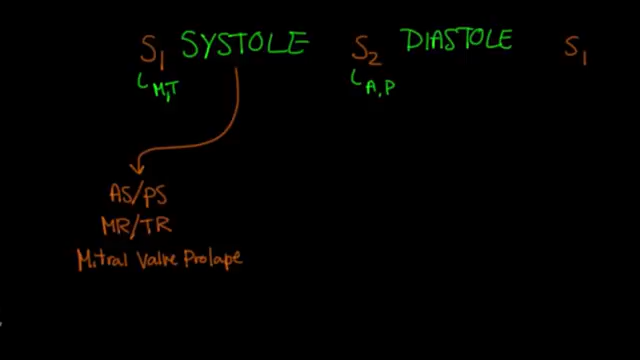 S1 SYSTOLE S2 DIASTOLE S1
M,T A,P
AS/PS
MR/TR
Mitral Valve Prolape